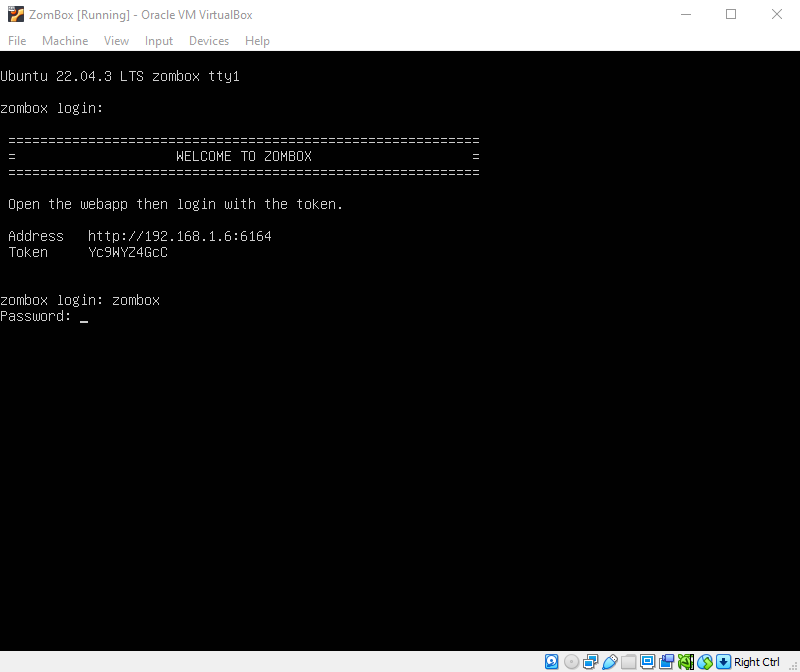 ZomBox [Running] - Oracle VM VirtualBox
File Machine View Input Devices Help
Ubuntu 22.04.3 LTS zombox tty1
zombox login:
===========================================================
= WELCOME TO ZOMBOX =
===========================================================
Open the webapp then login with the token.
Address http://192.168.1.6:6164
Token Yc9WYZ4GcC
zombox login: zombox
Password: _
Right Ctrl